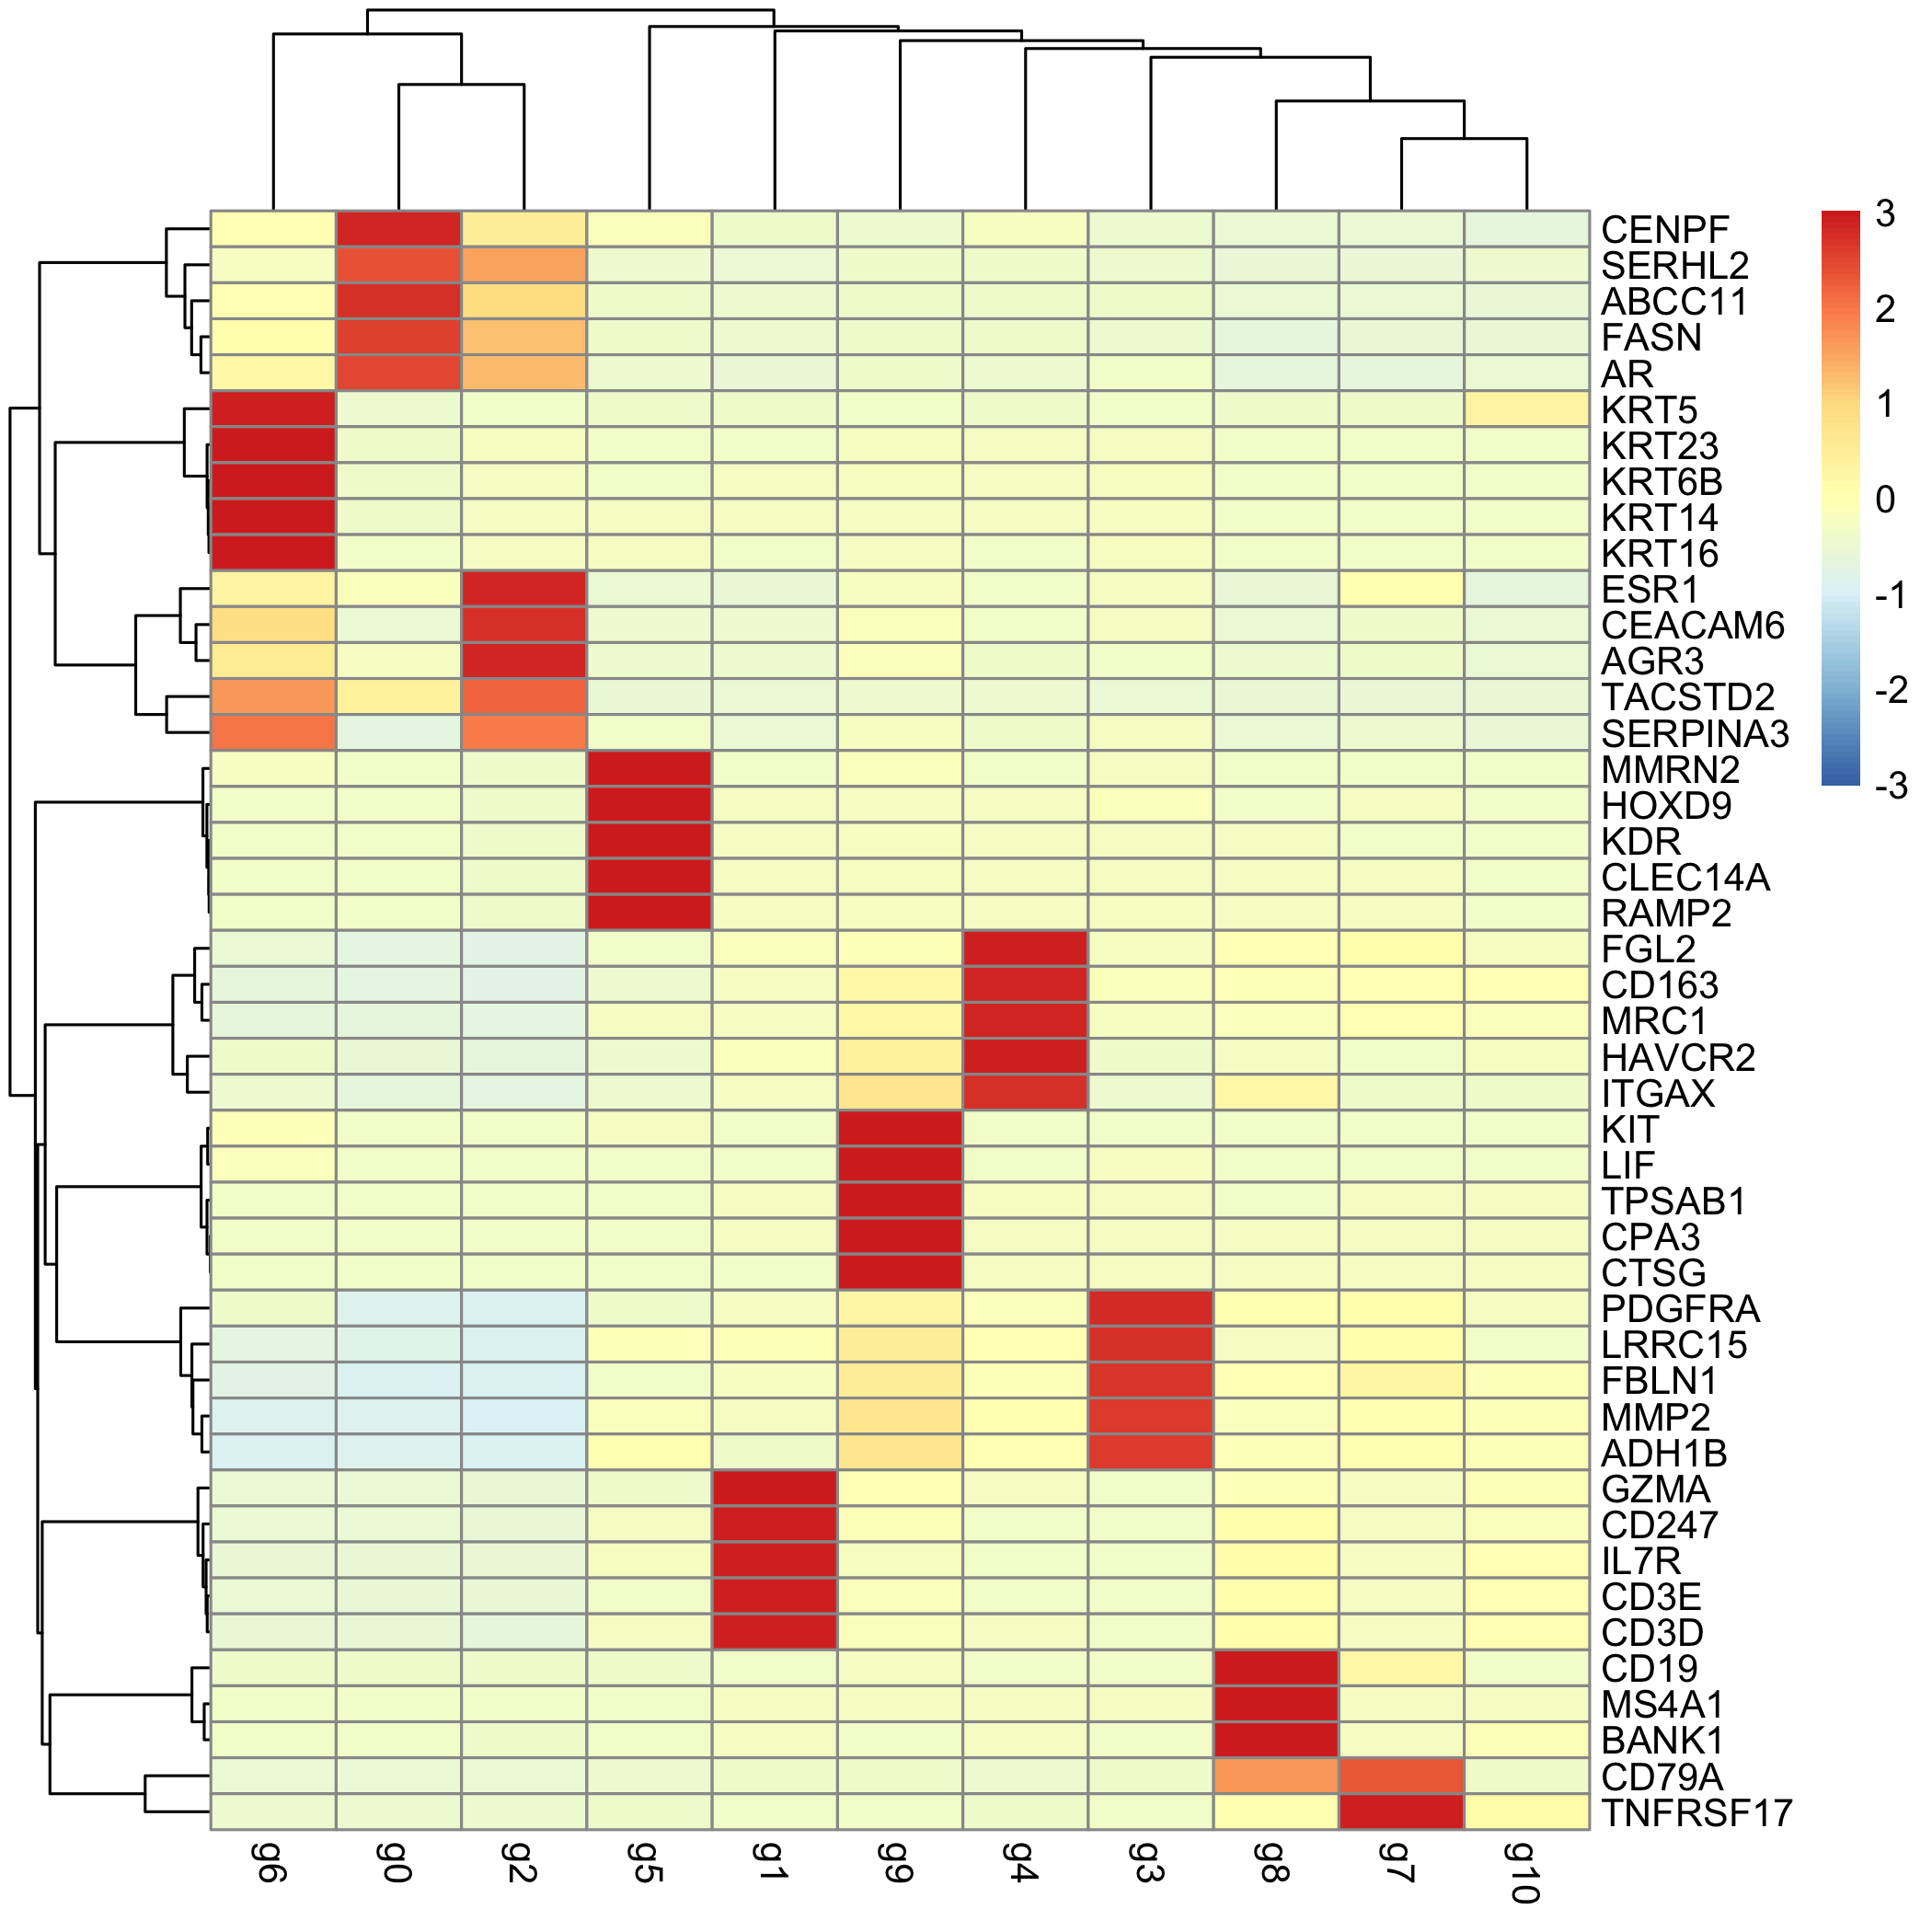 CENPF
SERHL2
ABCC11
FASN
AR
KRT5
KRT23
KRT6B
KRT14
KRT16
ESR1
CEACAM6
AGR3
TACSTD2
SERPINA3
MMRN2
HOXD9
KDR
CLEC14A
RAMP2
FGL2
CD163
MRC1
HAVCR2
ITGAX
KIT
LIF
TPSAB1
CPA3
CTSG
PDGFRA
LRRC15
FBLN1
MMP2
ADH1B
GZMA
CD247
IL7R
CD3E
CD3D
CD19
MS4A1
BANK1
CD79A
TNFRSF17
3
2
1
0
-1
-2
-3
g6
g0
g2
g5
g1
g9
g4
g3
g8
g7
g10